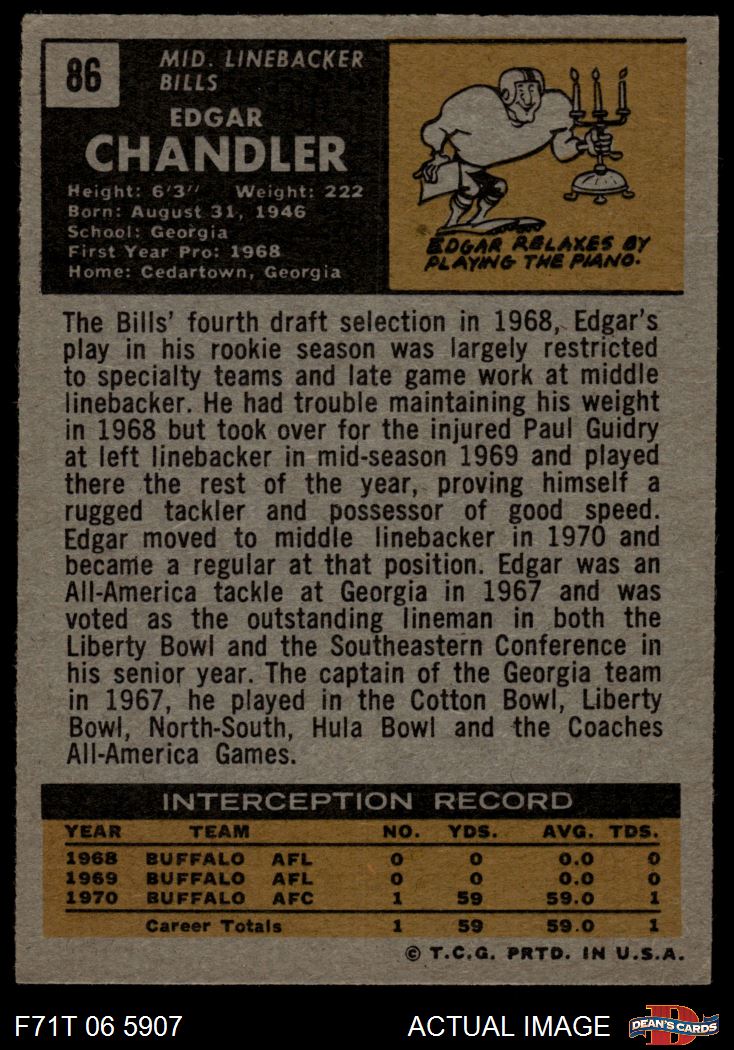 86
MID. LINEBACKER
BILLS
EDGAR
CHANDLER
Height: 6'3" Weight: 222
Born: August 31, 1946
School: Georgia
First Year Pro: 1968
Home: Cedartown, Georgia
EDGAR RELAXES BY
PLAYING THE PIANO.
The Bills' fourth draft selection in 1968, Edgar's
play in his rookie season was largely restricted
to specialty teams and late game work at middle
linebacker. He had trouble maintaining his weight
in 1968 but took over for the injured Paul Guidry
at left linebacker in mid-season 1969 and played
there the rest of the year, proving himself a
rugged tackler and possessor of good speed.
Edgar moved to middle linebacker in 1970 and
became a regular at that position. Edgar was an
All-America tackle at Georgia in 1967 and was
voted as the outstanding lineman in both the
Liberty Bowl and the Southeastern Conference in
his senior year. The captain of the Georgia team
in 1967, he played in the Cotton Bowl, Liberty
Bowl, North-South, Hula Bowl and the Coaches
All-America Games.
INTERCEPTION RECORD
YEAR TEAM NO. YDS. AVG. TDS.
1968 BUFFALO AFL 0 0 0.0 0
1969 BUFFALO AFL 0 0 0.0 0
1970 BUFFALO AFC 1 59 59.0 1
Career Totals 1 59 59.0 1
© T.C.G. PRTD. IN U.S.A.
F71T 06 5907 ACTUAL IMAGE D DEAN'S CARDS